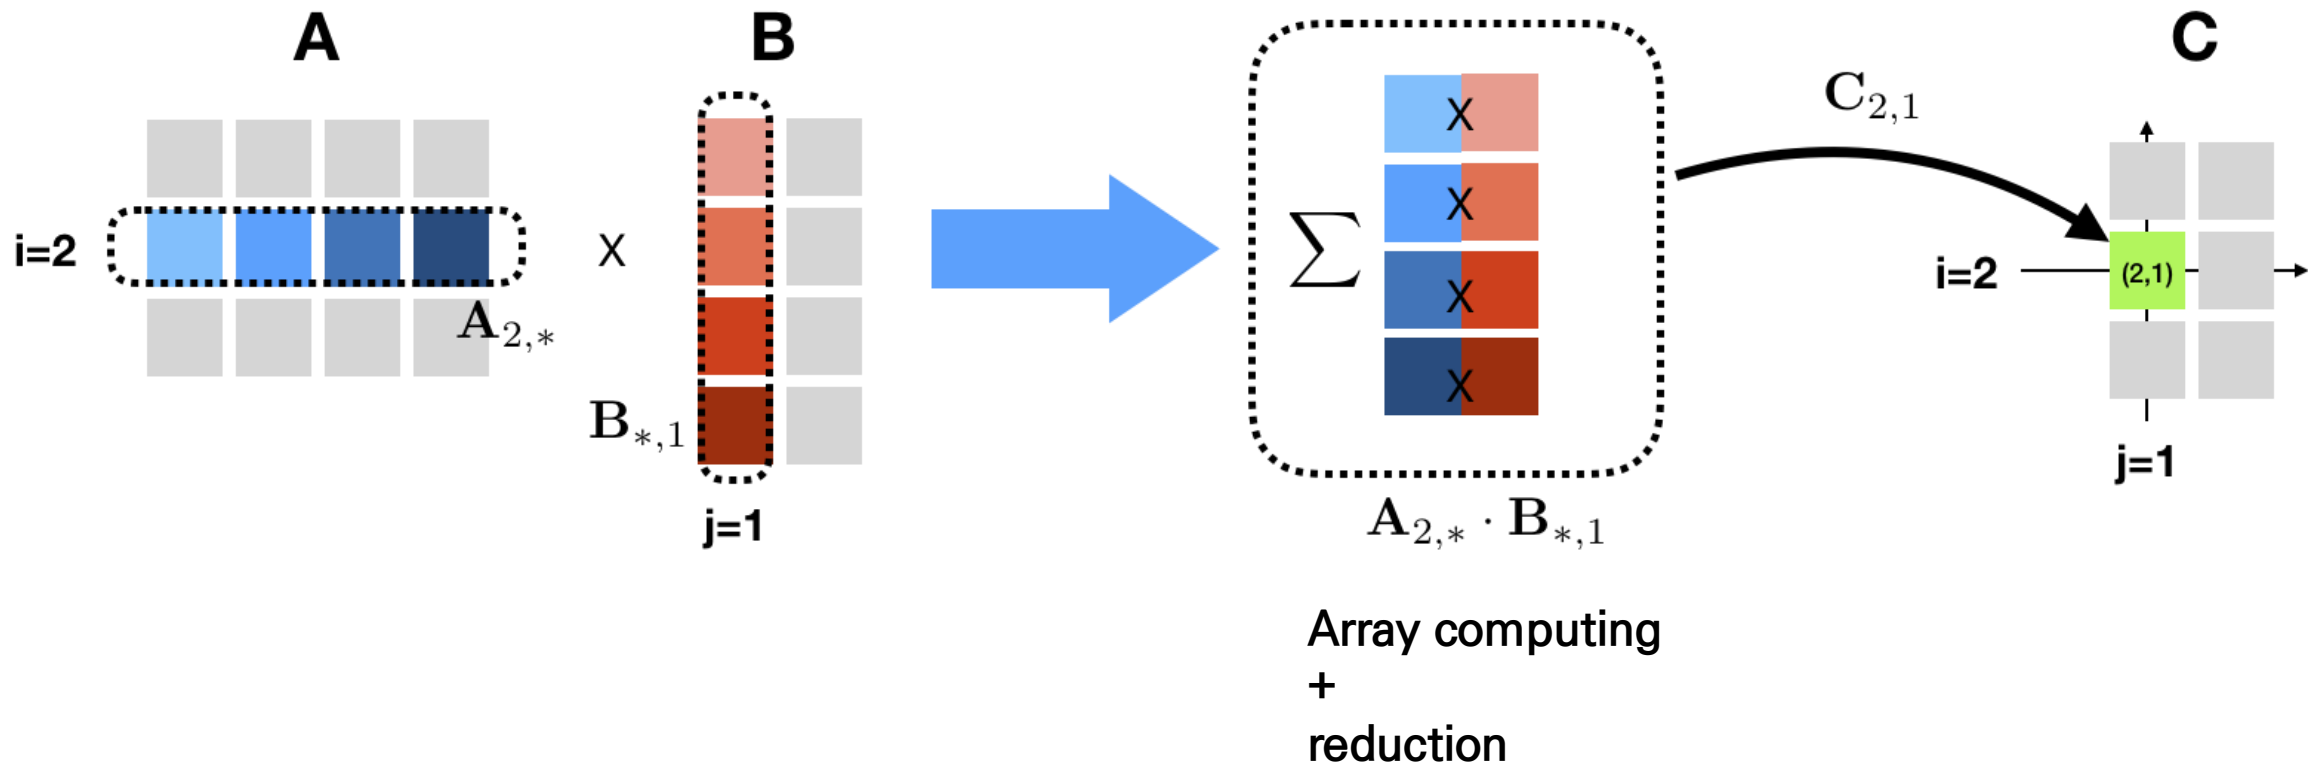 A
B
C
i=2
A₂,*
X
B*,1
j=1
∑
X
X
X
X
A₂,* · B*,1
C₂,₁
i=2
(2,1)
j=1
Array computing
+
reduction